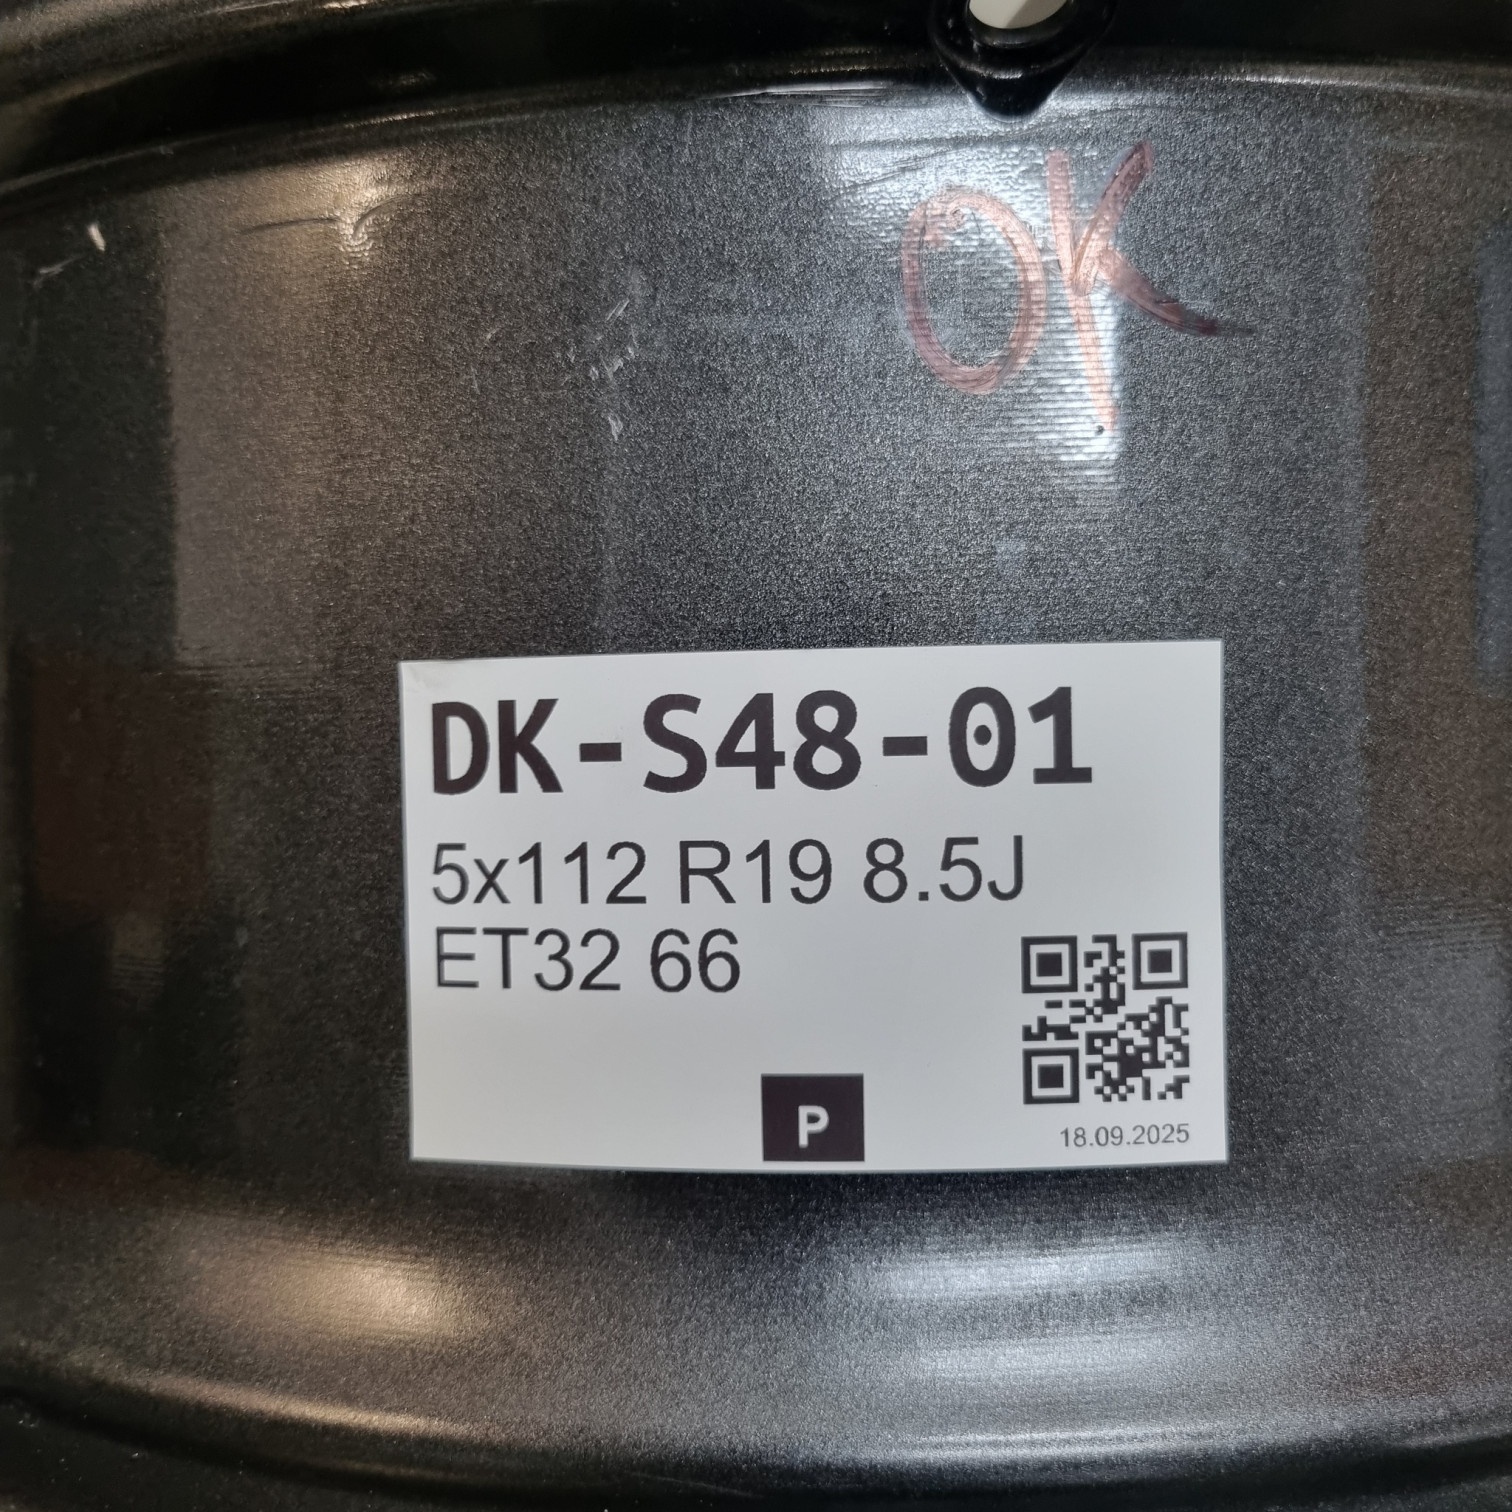 OK
DK-S48-01
5x112 R19 8.5J
ET32 66
P
18.09.2025